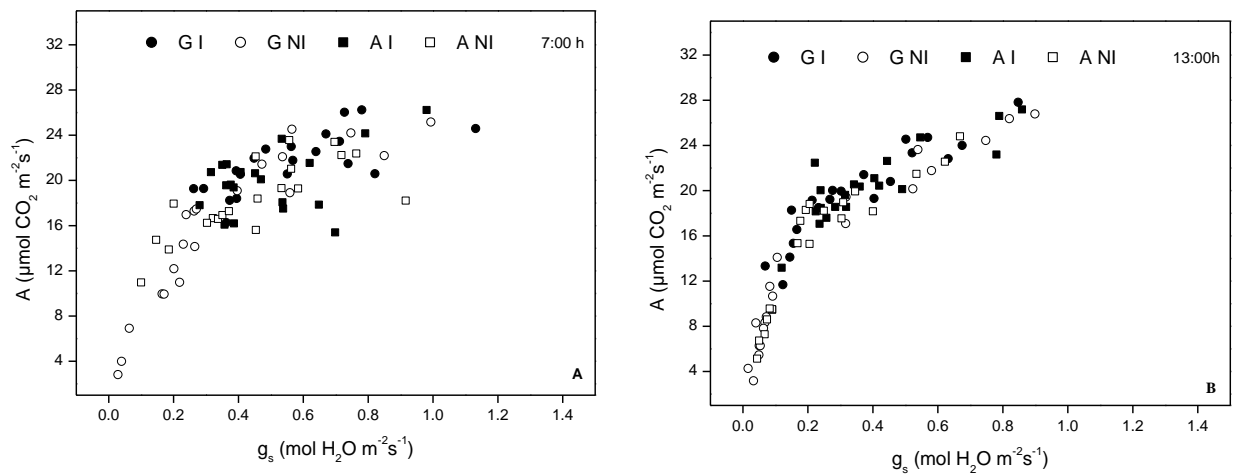 G I G NI A I A NI 7:00 h
32
28
24
20
16
12
8
4
A (µmol CO2 m-2s-1)
0.0 0.2 0.4 0.6 0.8 1.0 1.2 1.4
gs (mol H2O m-2s-1)
A
G I G NI A I A NI 13:00h
32
28
24
20
16
12
8
4
A (µmol CO2 m-2s-1)
0.0 0.2 0.4 0.6 0.8 1.0 1.2 1.4
gs (mol H2O m-2s-1)
B